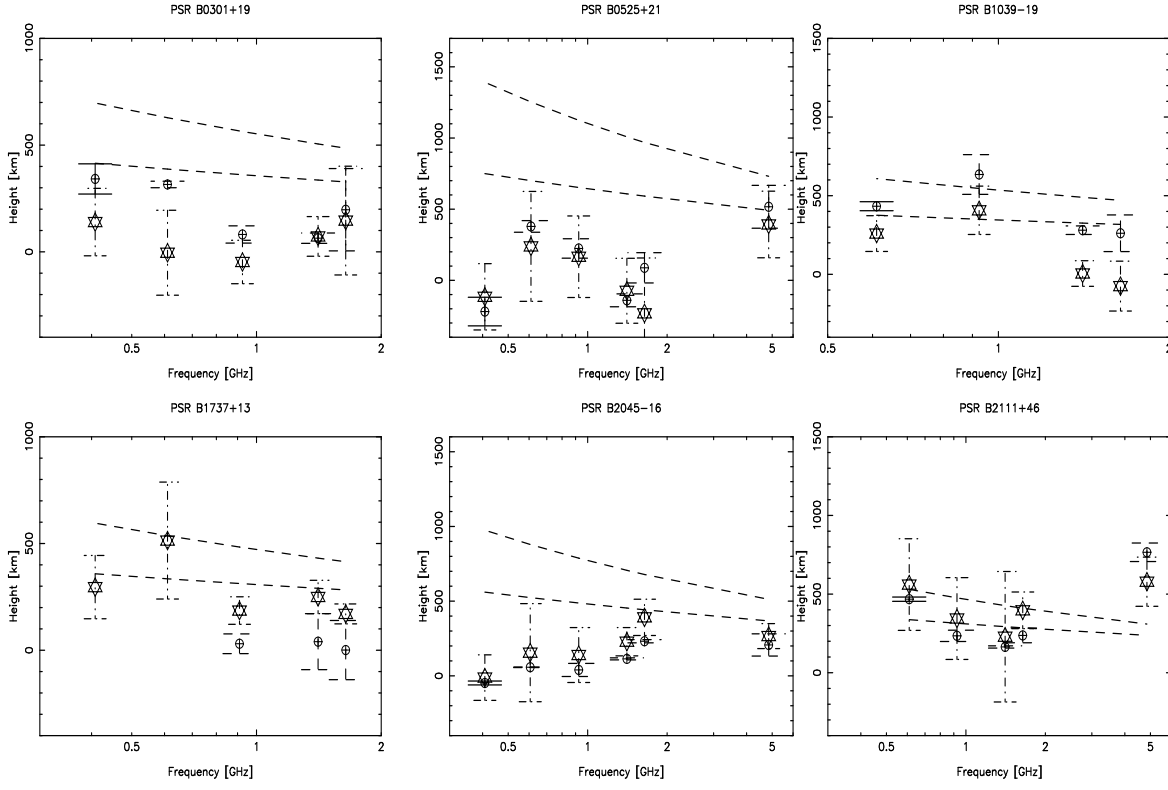 PSR B0301+19
PSR B0525+21
PSR B1039−19
Height [km]
1000
500
0
0.5
1
2
Frequency [GHz]
Height [km]
1500
1000
500
0
0.5
1
2
5
Frequency [GHz]
Height [km]
1500
1000
500
0
0.5
1
2
Frequency [GHz]
PSR B1737+13
PSR B2045−16
PSR B2111+46
Height [km]
1000
500
0
0.5
1
2
Frequency [GHz]
Height [km]
1500
1000
500
0
0.5
1
2
5
Frequency [GHz]
Height [km]
1500
1000
500
0
0.5
1
2
5
Frequency [GHz]